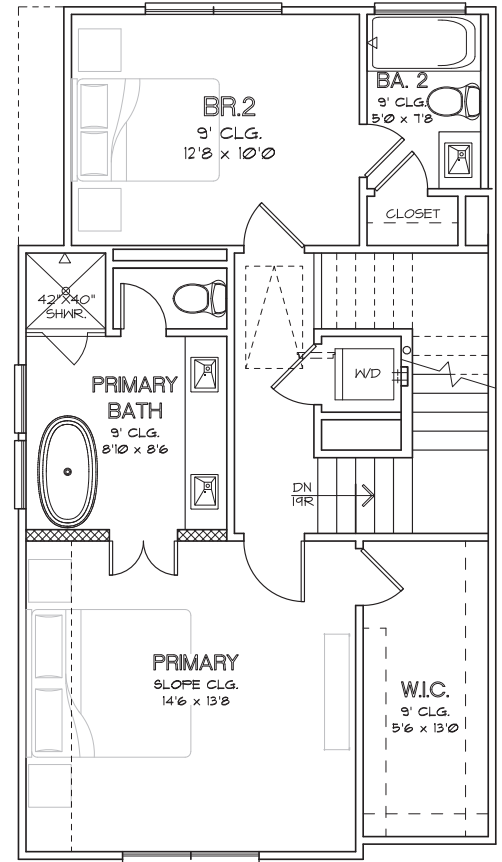 BR.2
9' CLG.
12'8 x 10'0
BA. 2
9' CLG.
5'0 x 7'8
CLOSET
42"x40"
SHWR.
PRIMARY
BATH
9' CLG.
8'10 x 8'6
W/D
DN
19R
PRIMARY
SLOPE CLG.
14'6 x 13'8
W.I.C.
9' CLG.
5'6 x 13'0